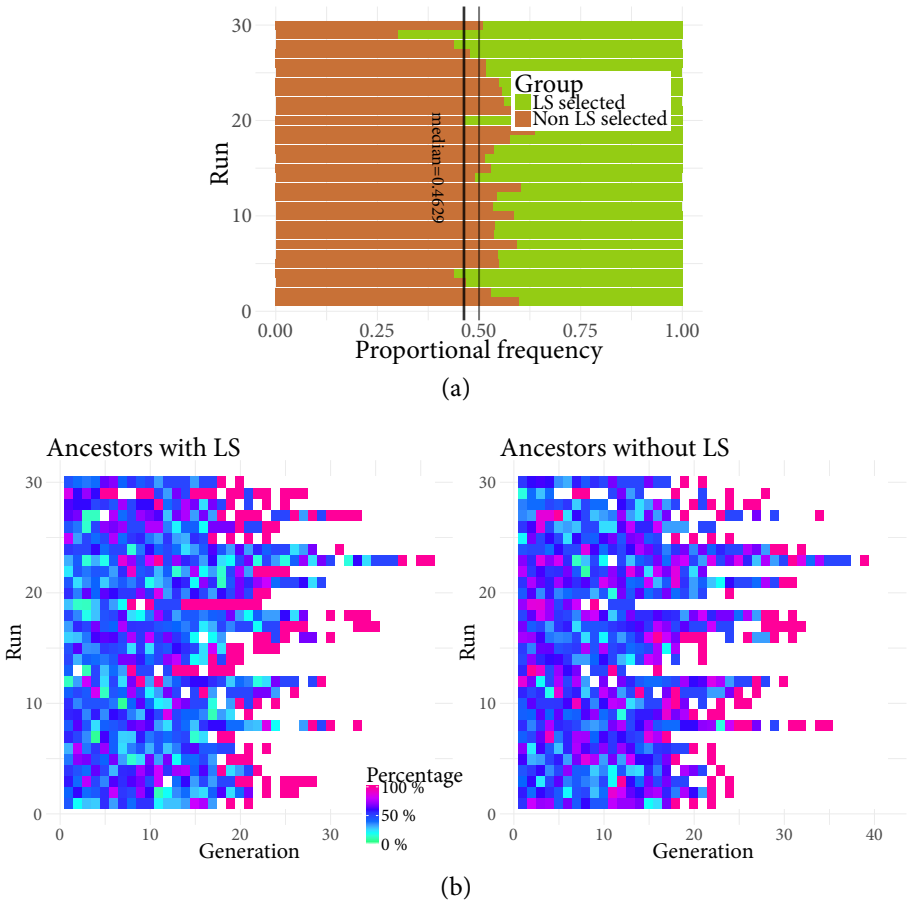 30
20
10
0
Run
median=0.4629
Group
LS selected
Non LS selected
0.00 0.25 0.50 0.75 1.00
Proportional frequency
(a)
Ancestors with LS
30
20
10
0
Run
0 10 20 30
Generation
Percentage
100 %
50 %
0 %
Ancestors without LS
30
20
10
0
Run
0 10 20 30 40
Generation
(b)